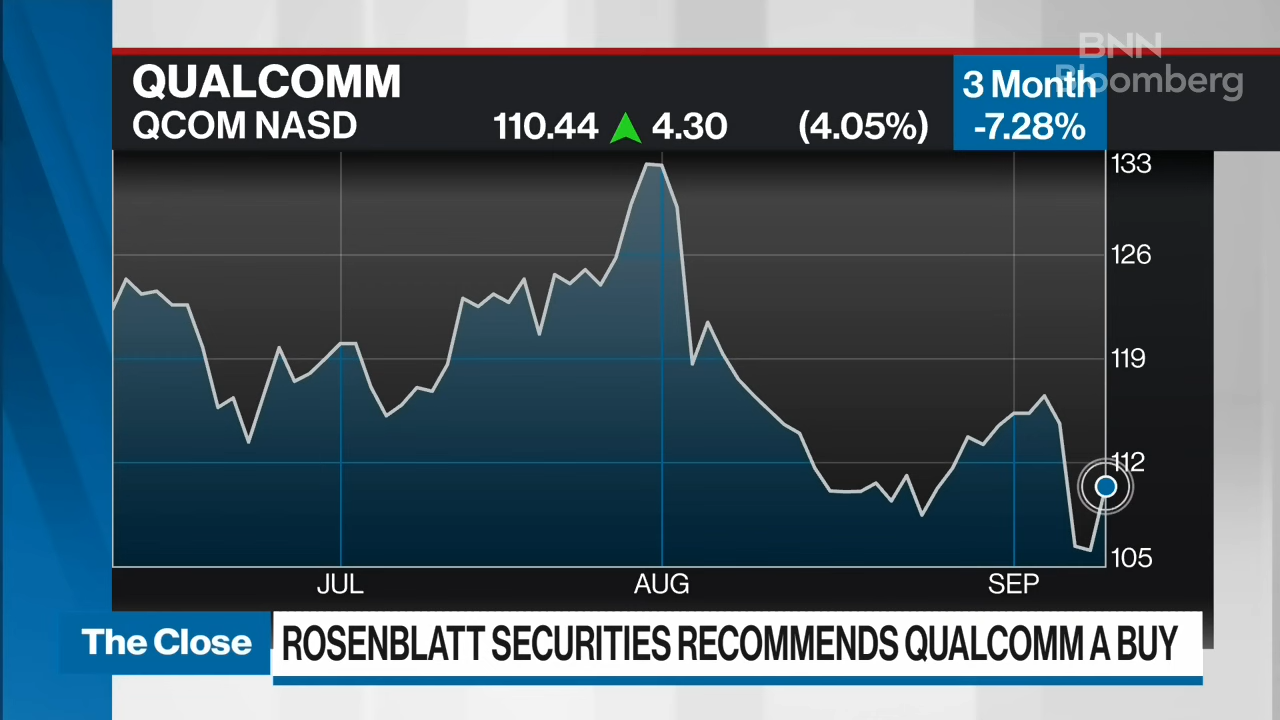 BNN
Bloomberg
QUALCOMM
QCOM NASD
110.44 ▲ 4.30 (4.05%)
3 Month
-7.28%
133
126
119
112
105
JUL AUG SEP
The Close
ROSENBLATT SECURITIES RECOMMENDS QUALCOMM A BUY